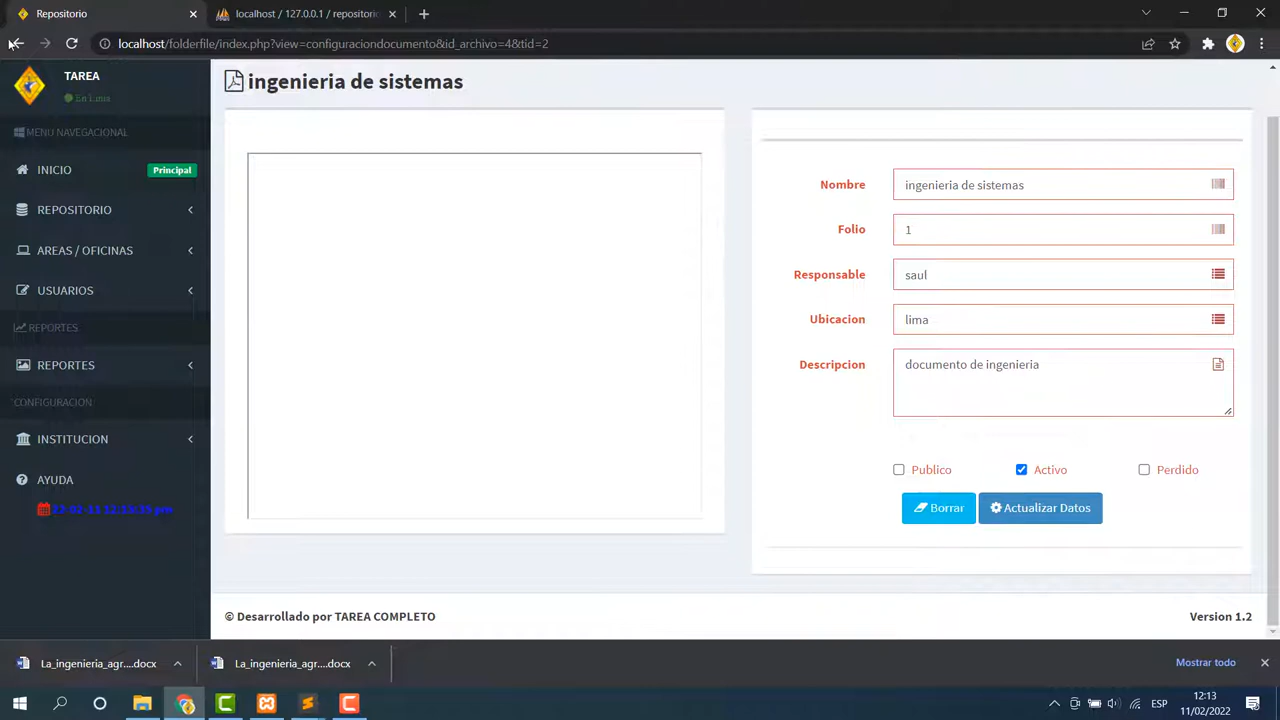 Repositorio
localhost / 127.0.0.1 / repositorio
localhost/folderfile/index.php?view=configuraciondocumento&id_archivo=4&tid=2
TAREA
En Linea
MENU NAVEGACIONAL
INICIO
Principal
REPOSITORIO
AREAS / OFICINAS
USUARIOS
REPORTES
REPORTES
CONFIGURACION
INSTITUCION
AYUDA
ingenieria de sistemas
Nombre
ingenieria de sistemas
Folio
1
Responsable
saul
Ubicacion
lima
Descripcion
documento de ingenieria
Publico
Activo
Perdido
Borrar
Actualizar Datos
© Desarrollado por TAREA COMPLETO
Version 1.2
La_ingenieria_agr....docx
La_ingenieria_agr....docx
Mostrar todo
ESP
12:13
11/02/2022